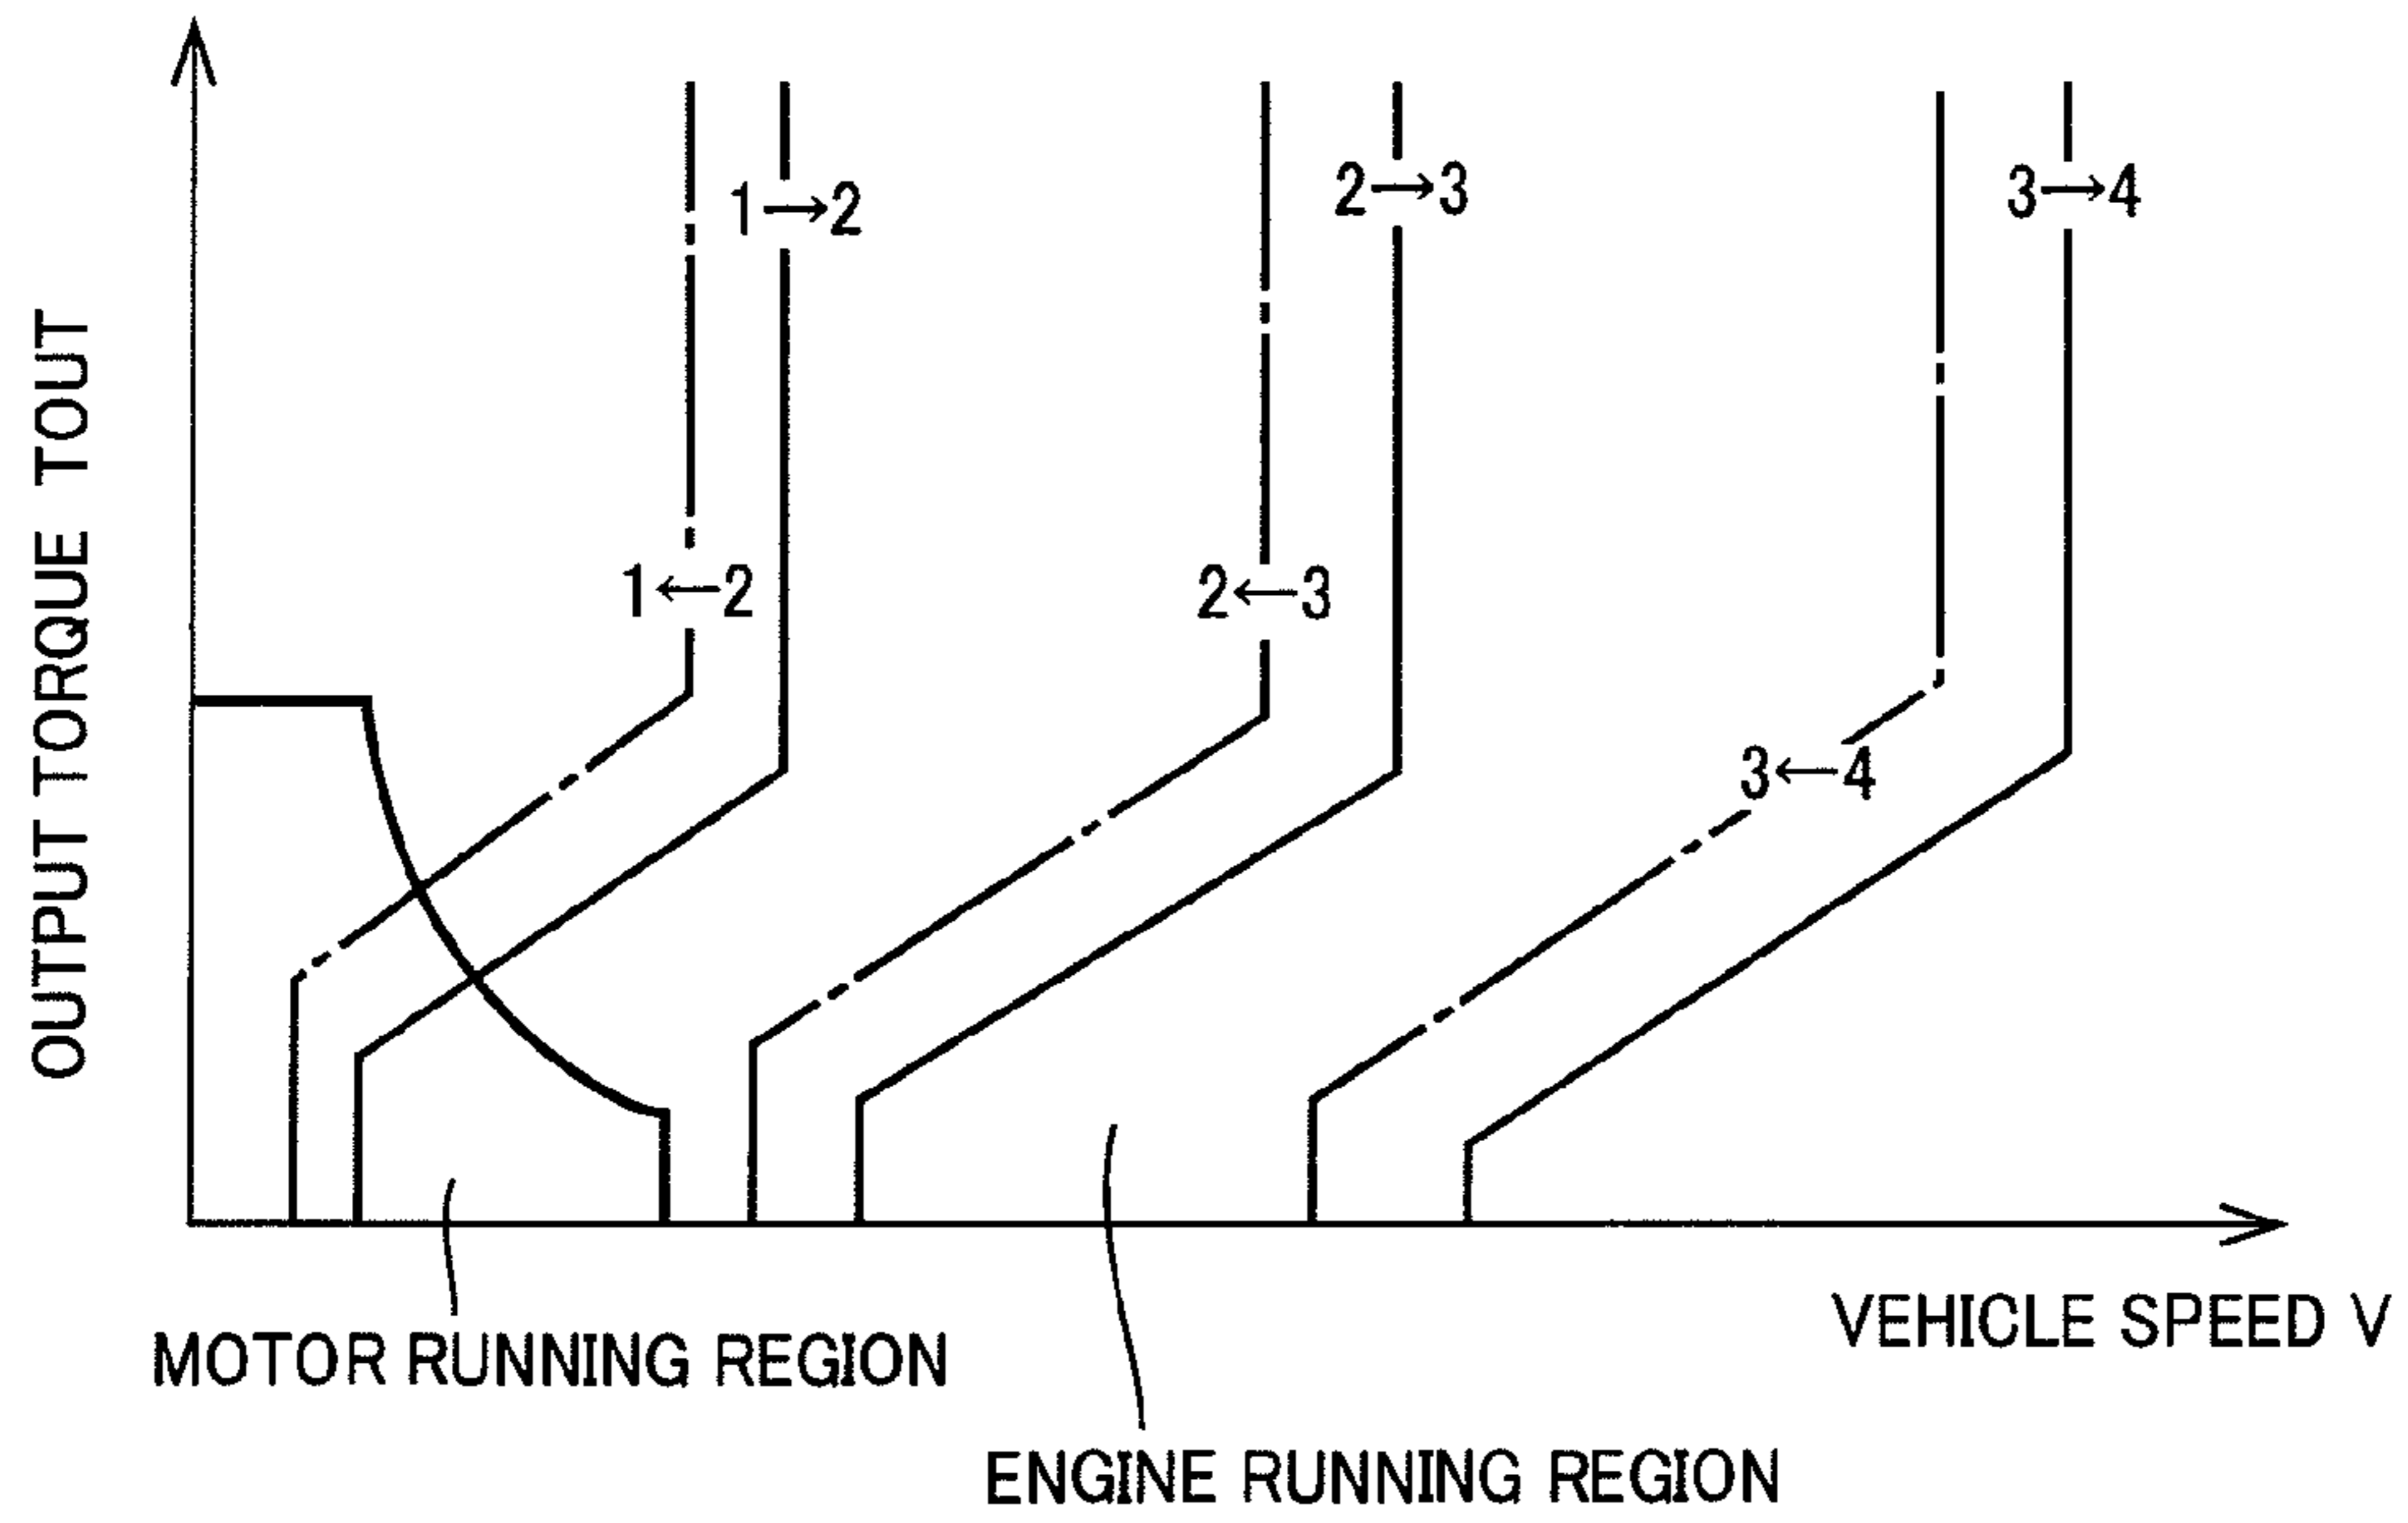 1→2
2→3
3→4
1←2
2←3
3←4
OUTPUT TORQUE TOUT
VEHICLE SPEED V
MOTOR RUNNING REGION
ENGINE RUNNING REGION